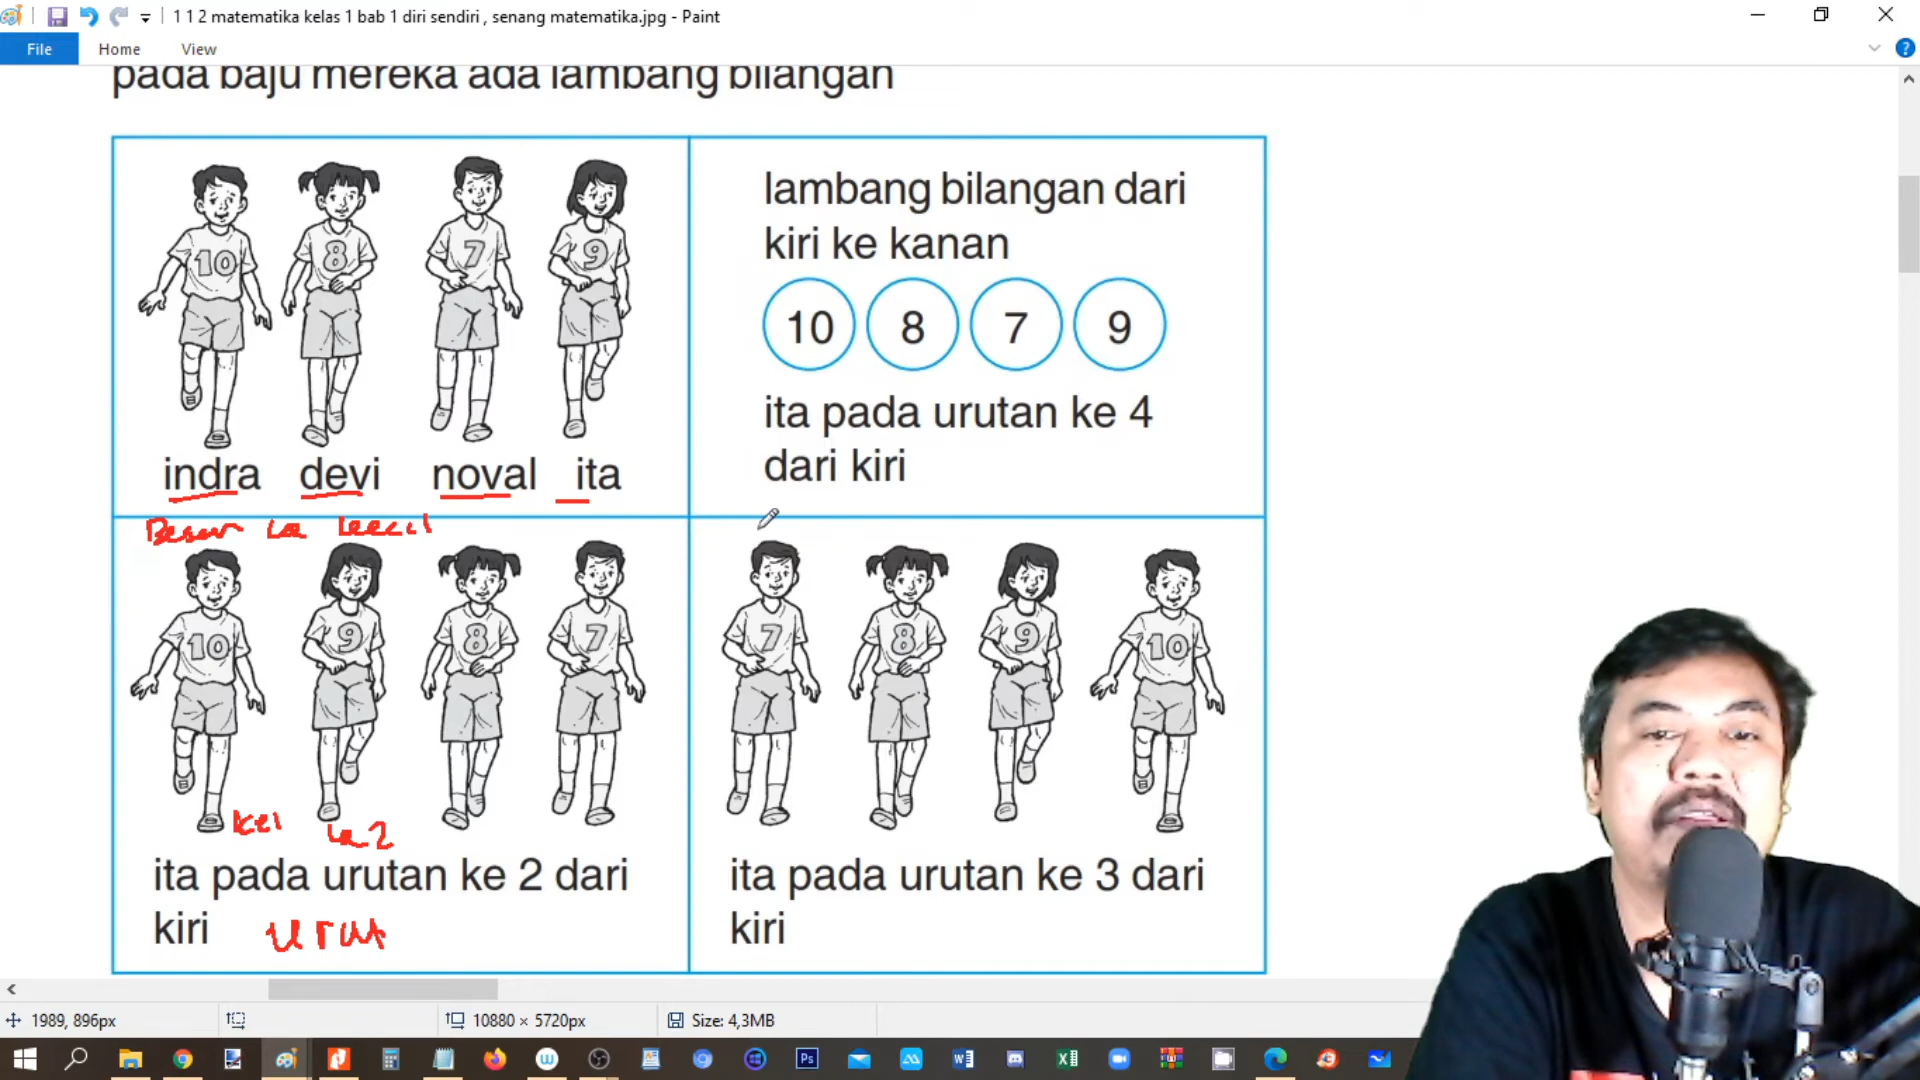 1 1 2 matematika kelas 1 bab 1 diri sendiri , senang matematika.jpg - Paint
File Home View
pada baju mereka ada lambang bilangan
10 8 7 9
indra devi noval ita
lambang bilangan dari
kiri ke kanan
10 8 7 9
ita pada urutan ke 4
dari kiri
Besar ke kecil
10 9 8 7
ke1 ke 2
ita pada urutan ke 2 dari
kiri
urut
7 8 9 10
ita pada urutan ke 3 dari
kiri
1989, 896px
10880 × 5720px
Size: 4,3MB